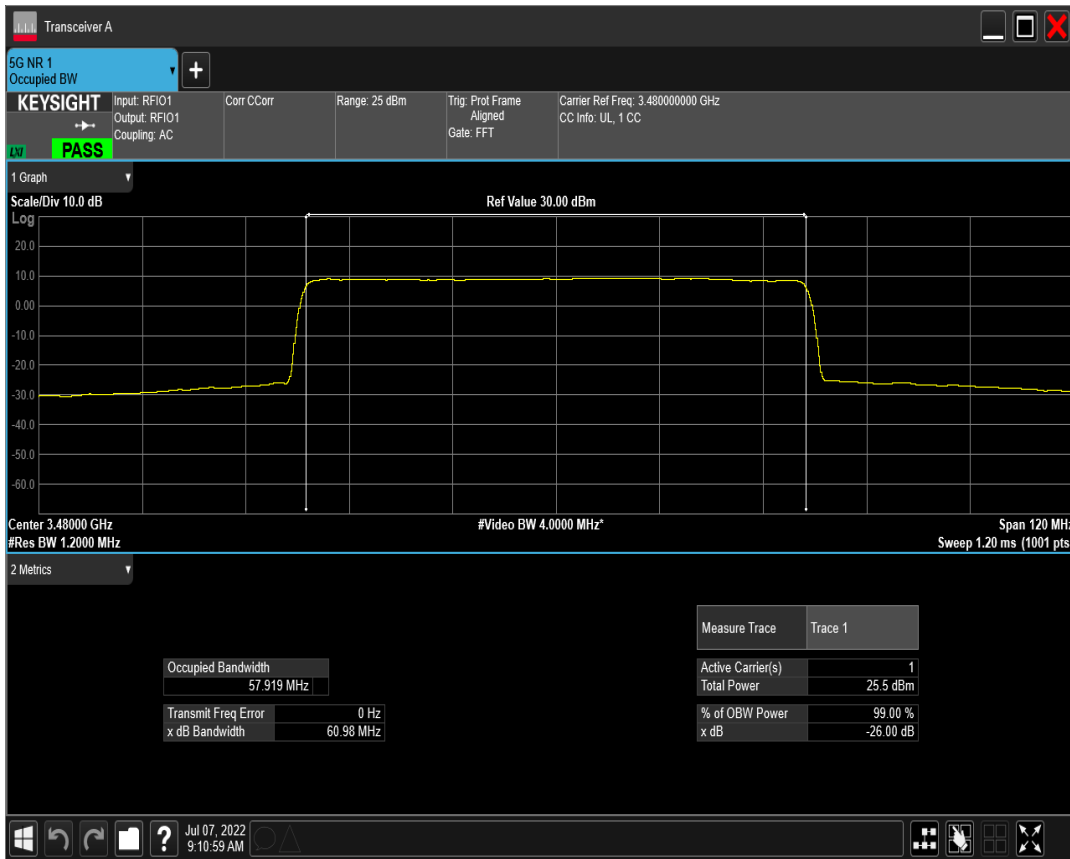 Transceiver A
5G NR 1
Occupied BW
KEYSIGHT
LXI
PASS
Input: RFIO1
Output: RFIO1
Coupling: AC
Corr CCorr
Range: 25 dBm
Trig: Prot Frame
Aligned
Gate: FFT
Carrier Ref Freq: 3.480000000 GHz
CC Info: UL, 1 CC
1 Graph
Scale/Div 10.0 dB
Ref Value 30.00 dBm
Log
20.0
10.0
0.00
-10.0
-20.0
-30.0
-40.0
-50.0
-60.0
Center 3.48000 GHz
#Video BW 4.0000 MHz*
Span 120 MHz
#Res BW 1.2000 MHz
Sweep 1.20 ms (1001 pts
2 Metrics
Measure Trace Trace 1
Occupied Bandwidth
57.919 MHz
Active Carrier(s) 1
Total Power 25.5 dBm
Transmit Freq Error 0 Hz
x dB Bandwidth 60.98 MHz
% of OBW Power 99.00 %
x dB -26.00 dB
Jul 07, 2022
9:10:59 AM